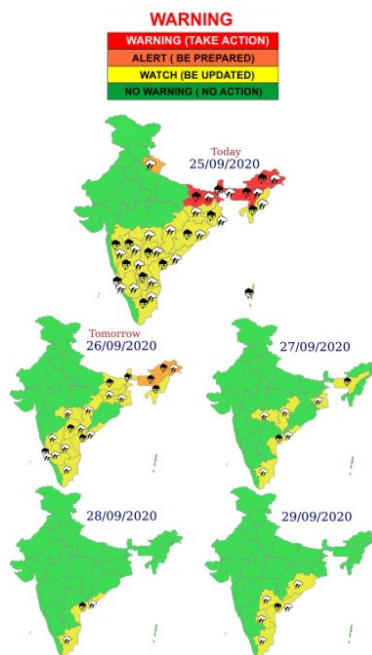 WARNING
WARNING (TAKE ACTION)
ALERT ( BE PREPARED)
WATCH (BE UPDATED)
NO WARNING ( NO ACTION)
Today
25/09/2020
Tomorrow
26/09/2020
27/09/2020
28/09/2020
29/09/2020